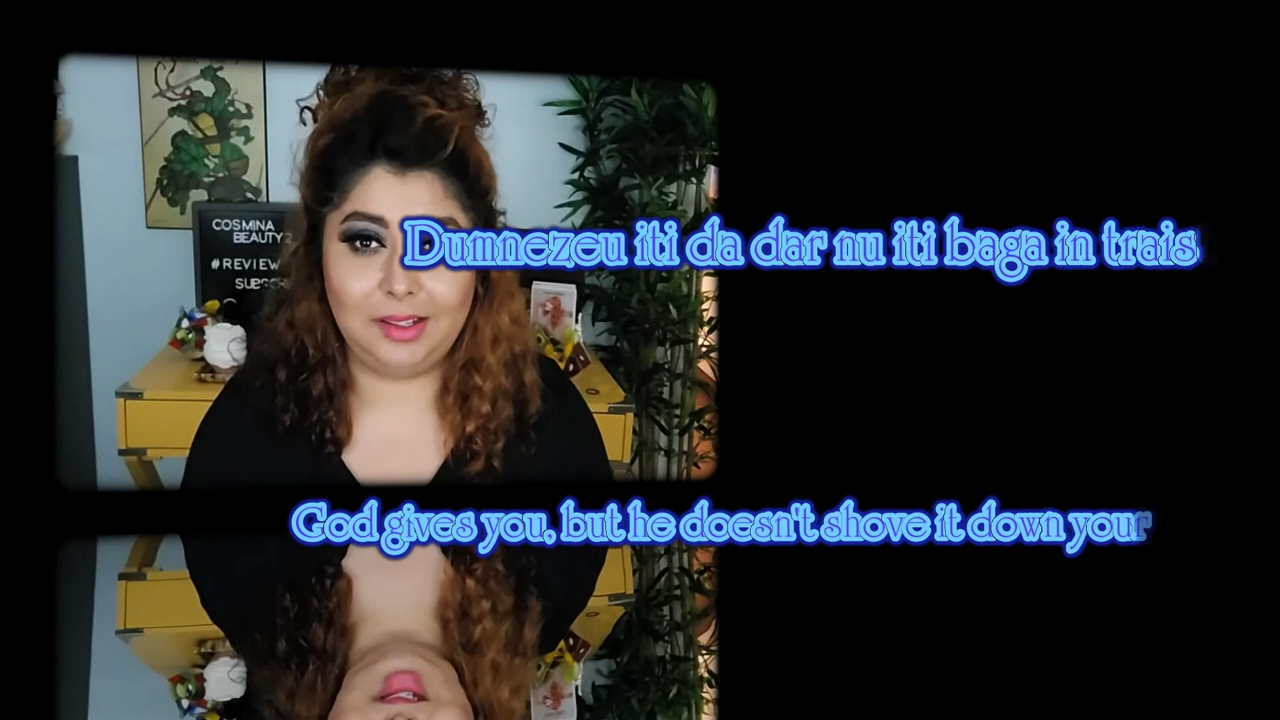 COSMINA
BEAUTY
#REVIEW
Dumnezeu iti da dar nu iti baga in trais
God gives you, but he doesn't shove it down your